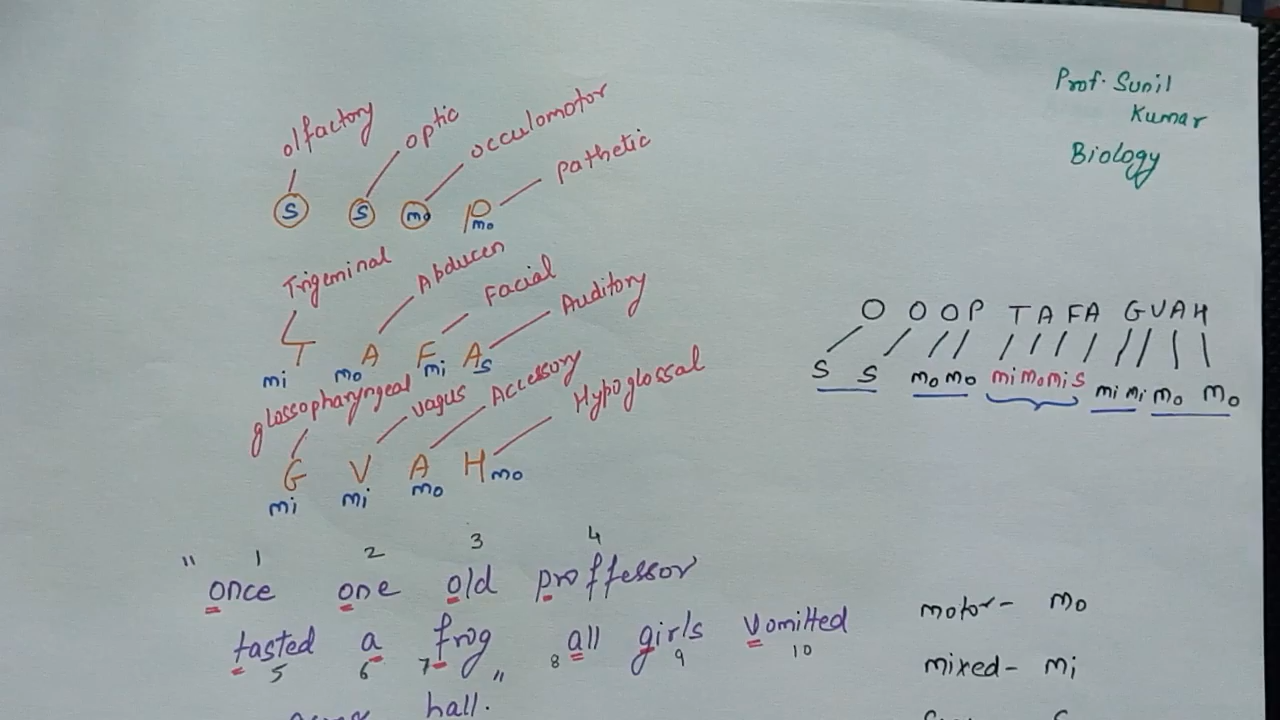 Prof. Sunil
Kumar
Biology
olfactory optic occulomotor pathetic
S S mo P
mo
Trigeminal Abducen Facial Auditory
T A F A
mi mo mi s
glossopharyngeal vagus Accessory Hypoglossal
G V A H
mi mi mo mo
O O O P T A F A G V A H
S S mo mo mi mo mi s mi mi mo mo
1 2 3 4
" once one old proffessor
tasted a frog " all girls vomitted
5 6 7 8 9 10
hall.
motor - mo
mixed - mi